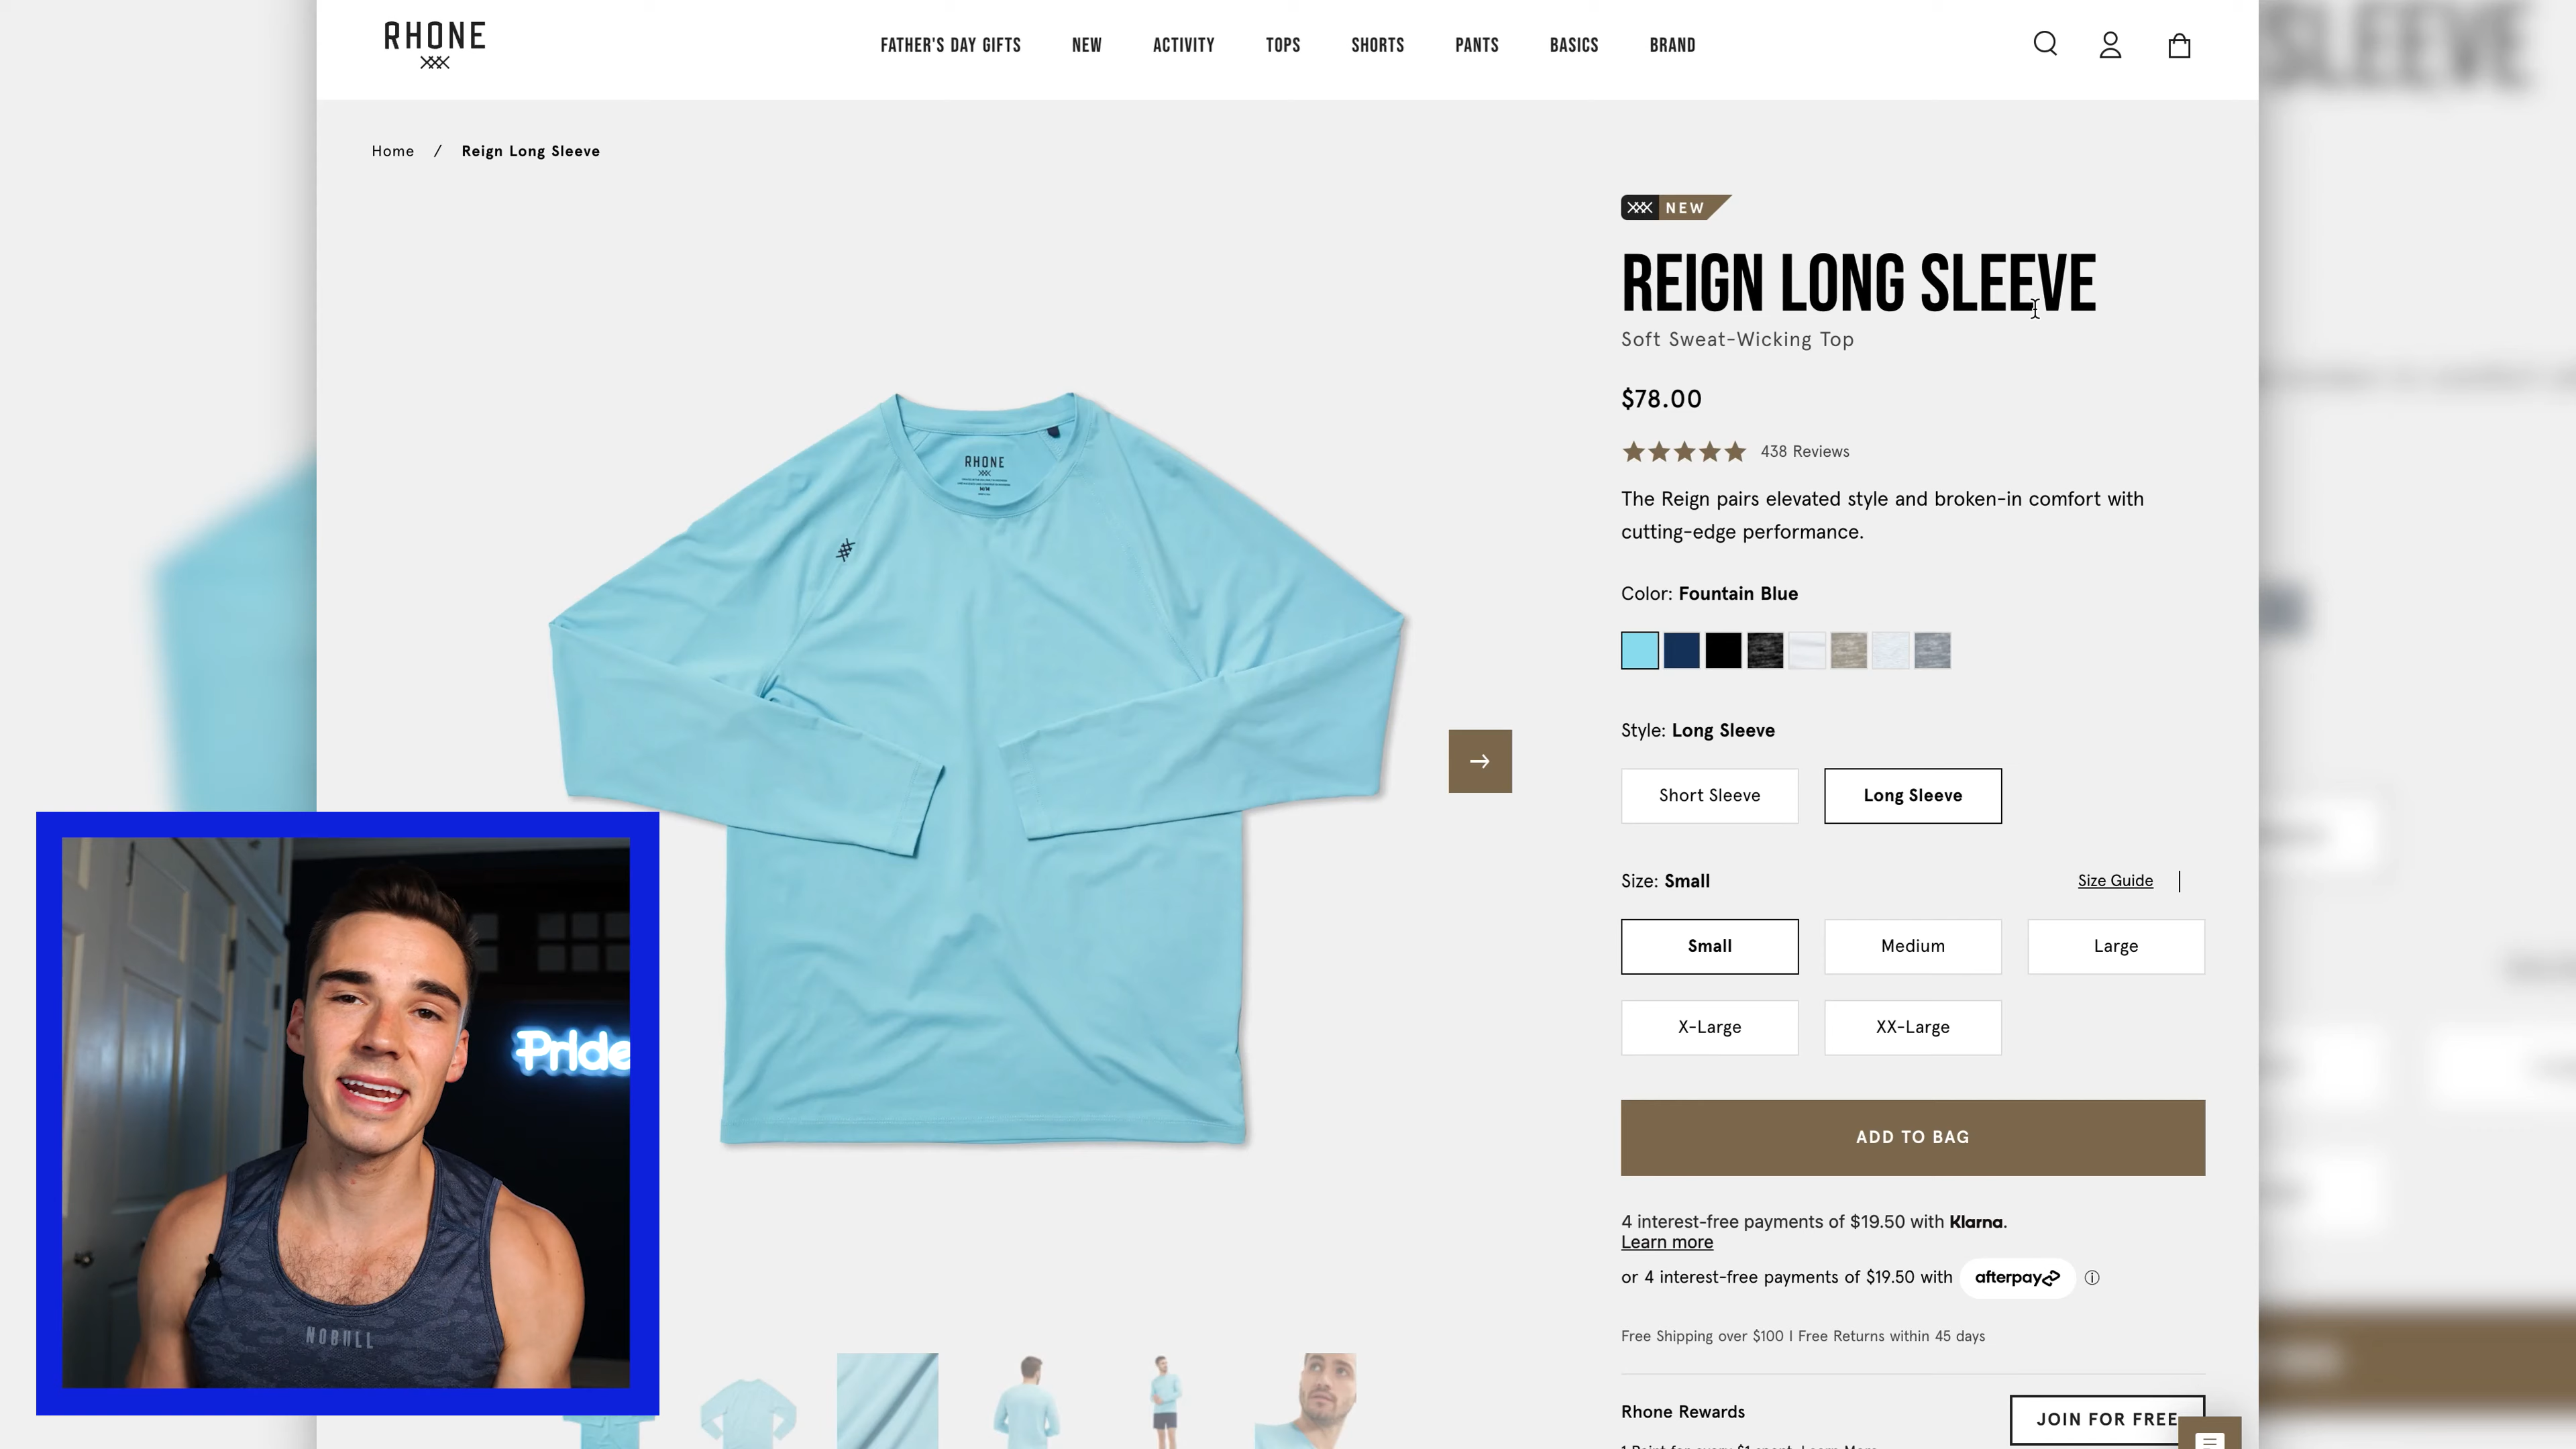 RHONE
FATHER'S DAY GIFTS NEW ACTIVITY TOPS SHORTS PANTS BASICS BRAND
Home / Reign Long Sleeve
NEW
REIGN LONG SLEEVE
Soft Sweat-Wicking Top
$78.00
438 Reviews
The Reign pairs elevated style and broken-in comfort with
cutting-edge performance.
Color: Fountain Blue
Style: Long Sleeve
Short Sleeve Long Sleeve
Size: Small Size Guide
Small Medium Large
X-Large XX-Large
ADD TO BAG
4 interest-free payments of $19.50 with Klarna.
Learn more
or 4 interest-free payments of $19.50 with afterpay
Free Shipping over $100 | Free Returns within 45 days
Rhone Rewards
JOIN FOR FREE
RHONE
Pride
NOBULL
SLEEVE